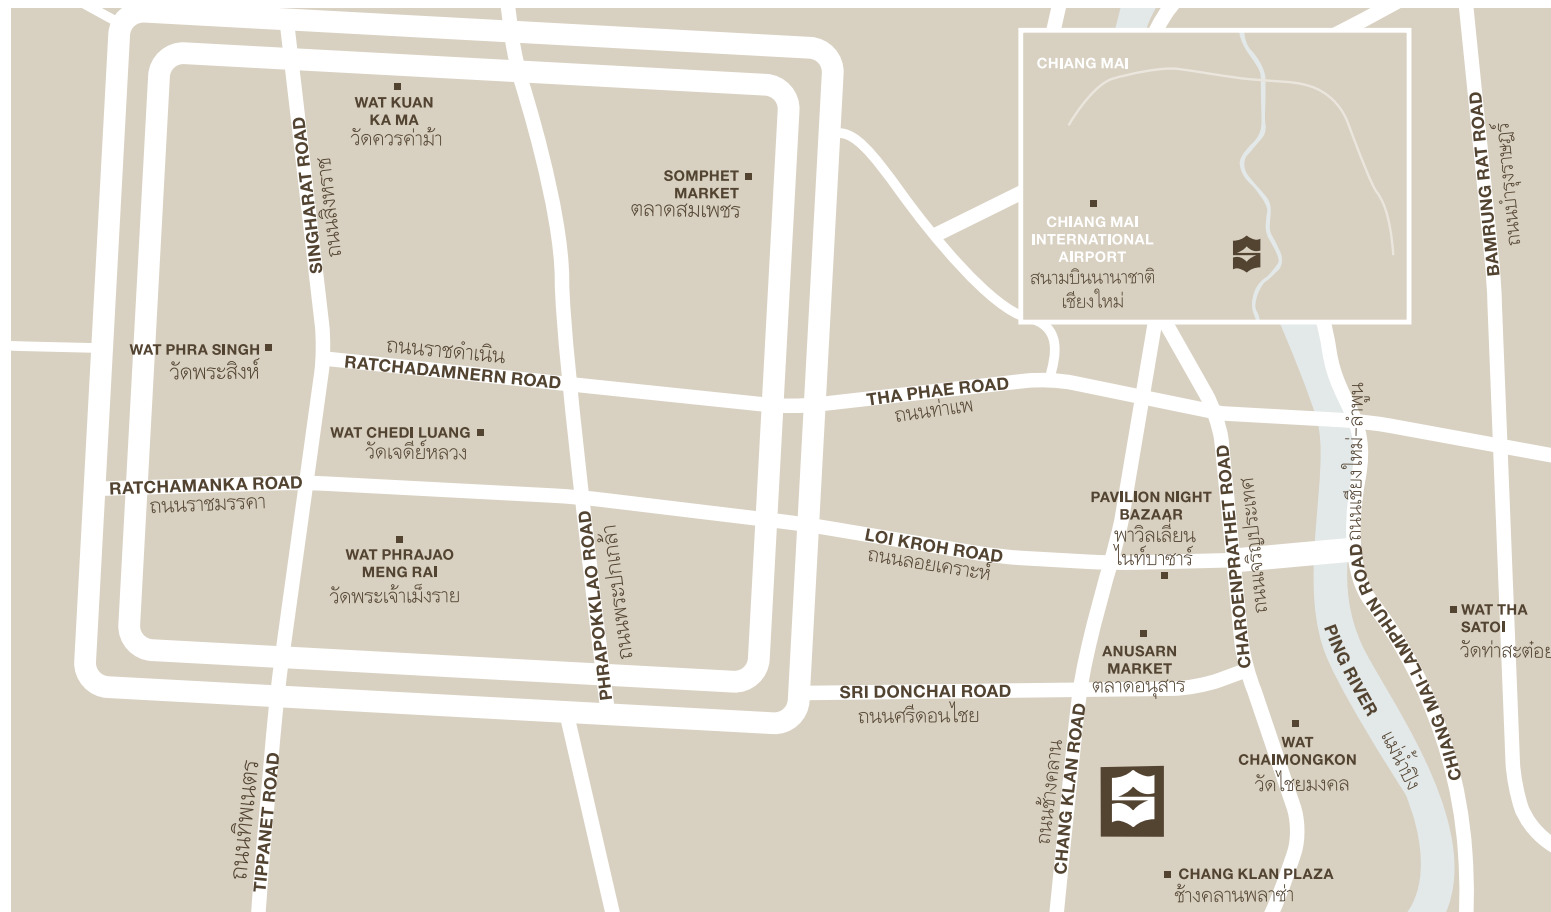 WAT KUAN
KA MA
วัดควรค่าม้า
SINGHARAT ROAD
ถนนสิงหราช
SOMPHET
MARKET
ตลาดสมเพชร
CHIANG MAI
CHIANG MAI
INTERNATIONAL
AIRPORT
สนามบินนานาชาติ
เชียงใหม่
BAMRUNG RAT ROAD
ถนนบำรุงราษฎร์
WAT PHRA SINGH
วัดพระสิงห์
ถนนราชดำเนิน
RATCHADAMNERN ROAD
THA PHAE ROAD
ถนนท่าแพ
WAT CHEDI LUANG
วัดเจดีย์หลวง
RATCHAMANKA ROAD
ถนนราชมรรคา
WAT PHRAJAO
MENG RAI
วัดพระเจ้าเม็งราย
PHRAPOKKLAO ROAD
ถนนพระปกเกล้า
LOI KROH ROAD
ถนนลอยเคราะห์
PAVILION NIGHT
BAZAAR
พาวิลเลี่ยน
ไนท์บาซาร์
CHAROENPRATHET ROAD
ถนนเจริญประเทศ
CHIANG MAI-LAMPHUN ROAD
ถนนเชียงใหม่-ลำพูน
WAT THA
SATOI
วัดท่าสะต๋อย
ANUSARN
MARKET
ตลาดอนุสาร
PING RIVER
แม่น้ำปิง
SRI DONCHAI ROAD
ถนนศรีดอนไชย
WAT
CHAIMONGKON
วัดไชยมงคล
ถนนช้างคลาน
CHANG KLAN ROAD
ถนนทิพเนตร
TIPPANET ROAD
CHANG KLAN PLAZA
ช้างคลานพลาซ่า